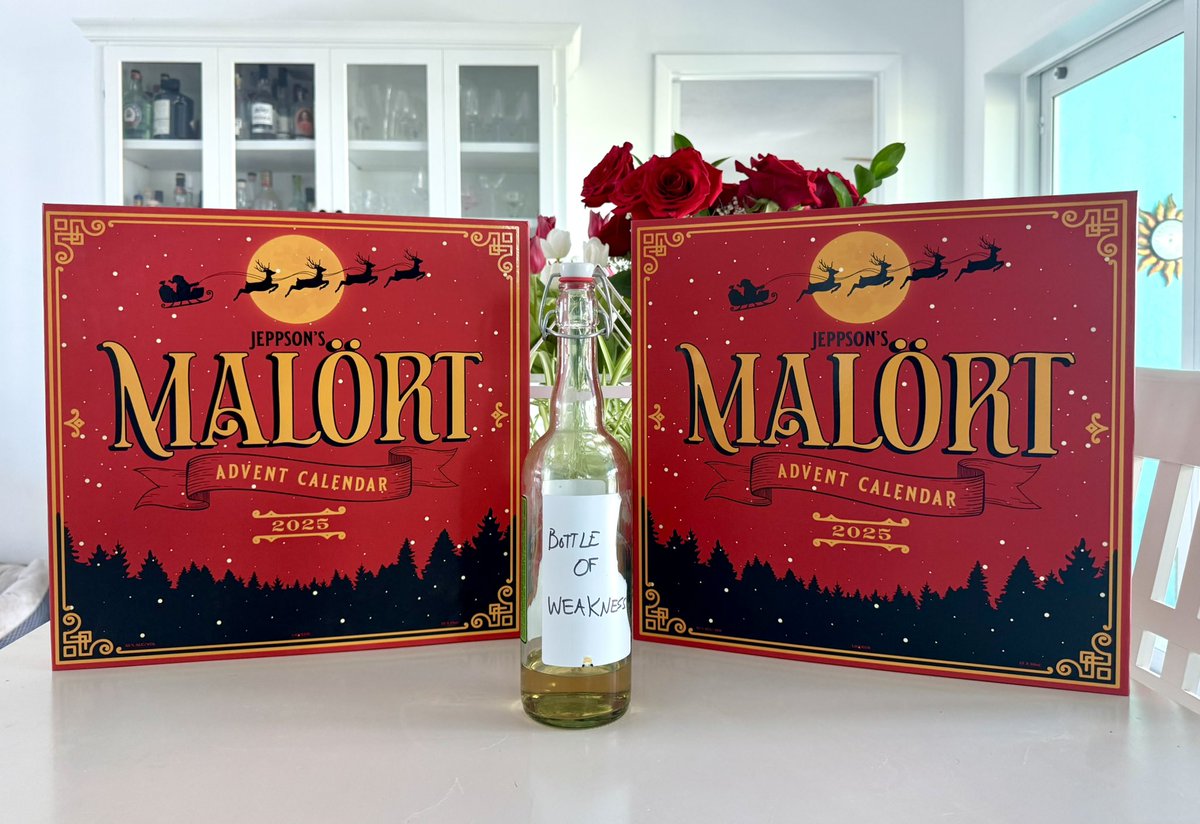 JEPPSON'S
MALÖRT
ADVENT CALENDAR
2025
BOTTLE
OF
WEAKNESS
JEPPSON'S
MALÖRT
ADVENT CALENDAR
2025